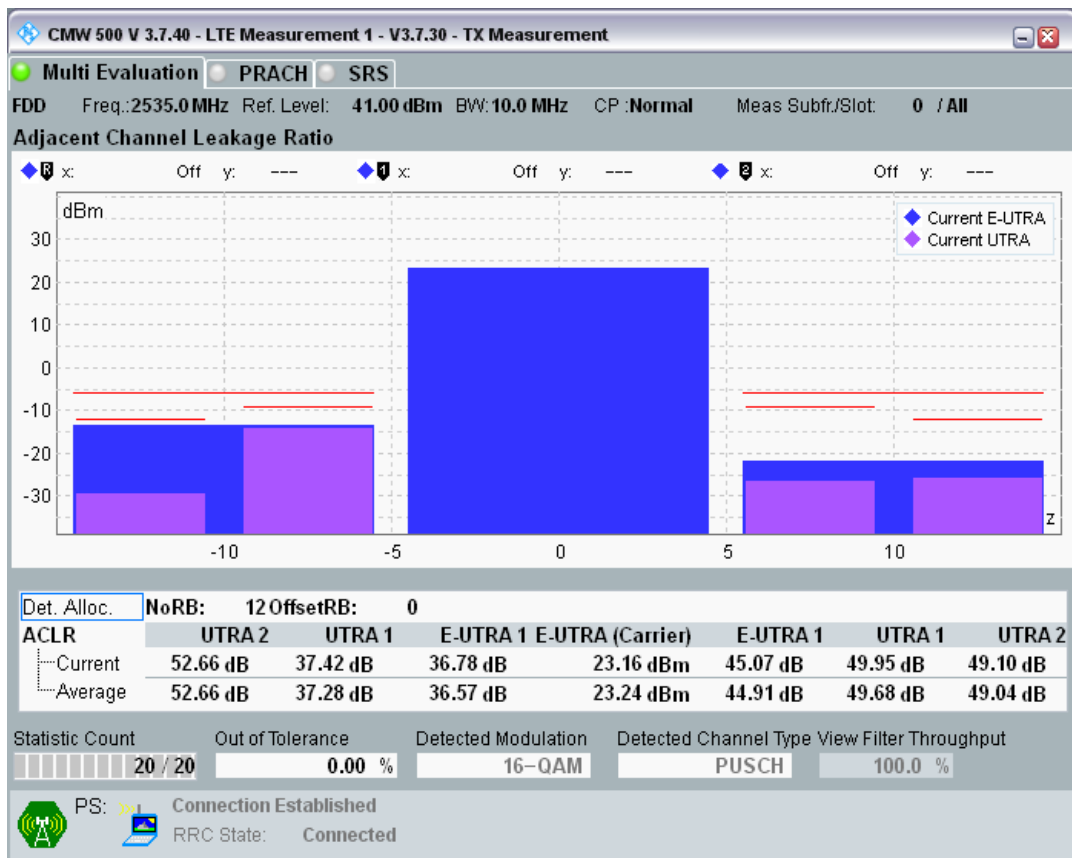 CMW 500 V 3.7.40 - LTE Measurement 1 - V3.7.30 - TX Measurement
Multi Evaluation PRACH SRS
FDD Freq.:2535.0 MHz Ref. Level: 41.00 dBm BW:10.0 MHz CP :Normal Meas Subfr./Slot: 0 / All
Adjacent Channel Leakage Ratio
R x: Off y: --- 1 x: Off y: --- 2 x: Off y: ---
dBm
Current E-UTRA
Current UTRA
30
20
10
0
-10
-20
-30
z
-10 -5 0 5 10
Det. Alloc. NoRB: 12 OffsetRB: 0
ACLR UTRA 2 UTRA 1 E-UTRA 1 E-UTRA (Carrier) E-UTRA 1 UTRA 1 UTRA 2
Current 52.66 dB 37.42 dB 36.78 dB 23.16 dBm 45.07 dB 49.95 dB 49.10 dB
Average 52.66 dB 37.28 dB 36.57 dB 23.24 dBm 44.91 dB 49.68 dB 49.04 dB
Statistic Count Out of Tolerance Detected Modulation Detected Channel Type View Filter Throughput
20 / 20 0.00 % 16-QAM PUSCH 100.0 %
PS: Connection Established
RRC State: Connected